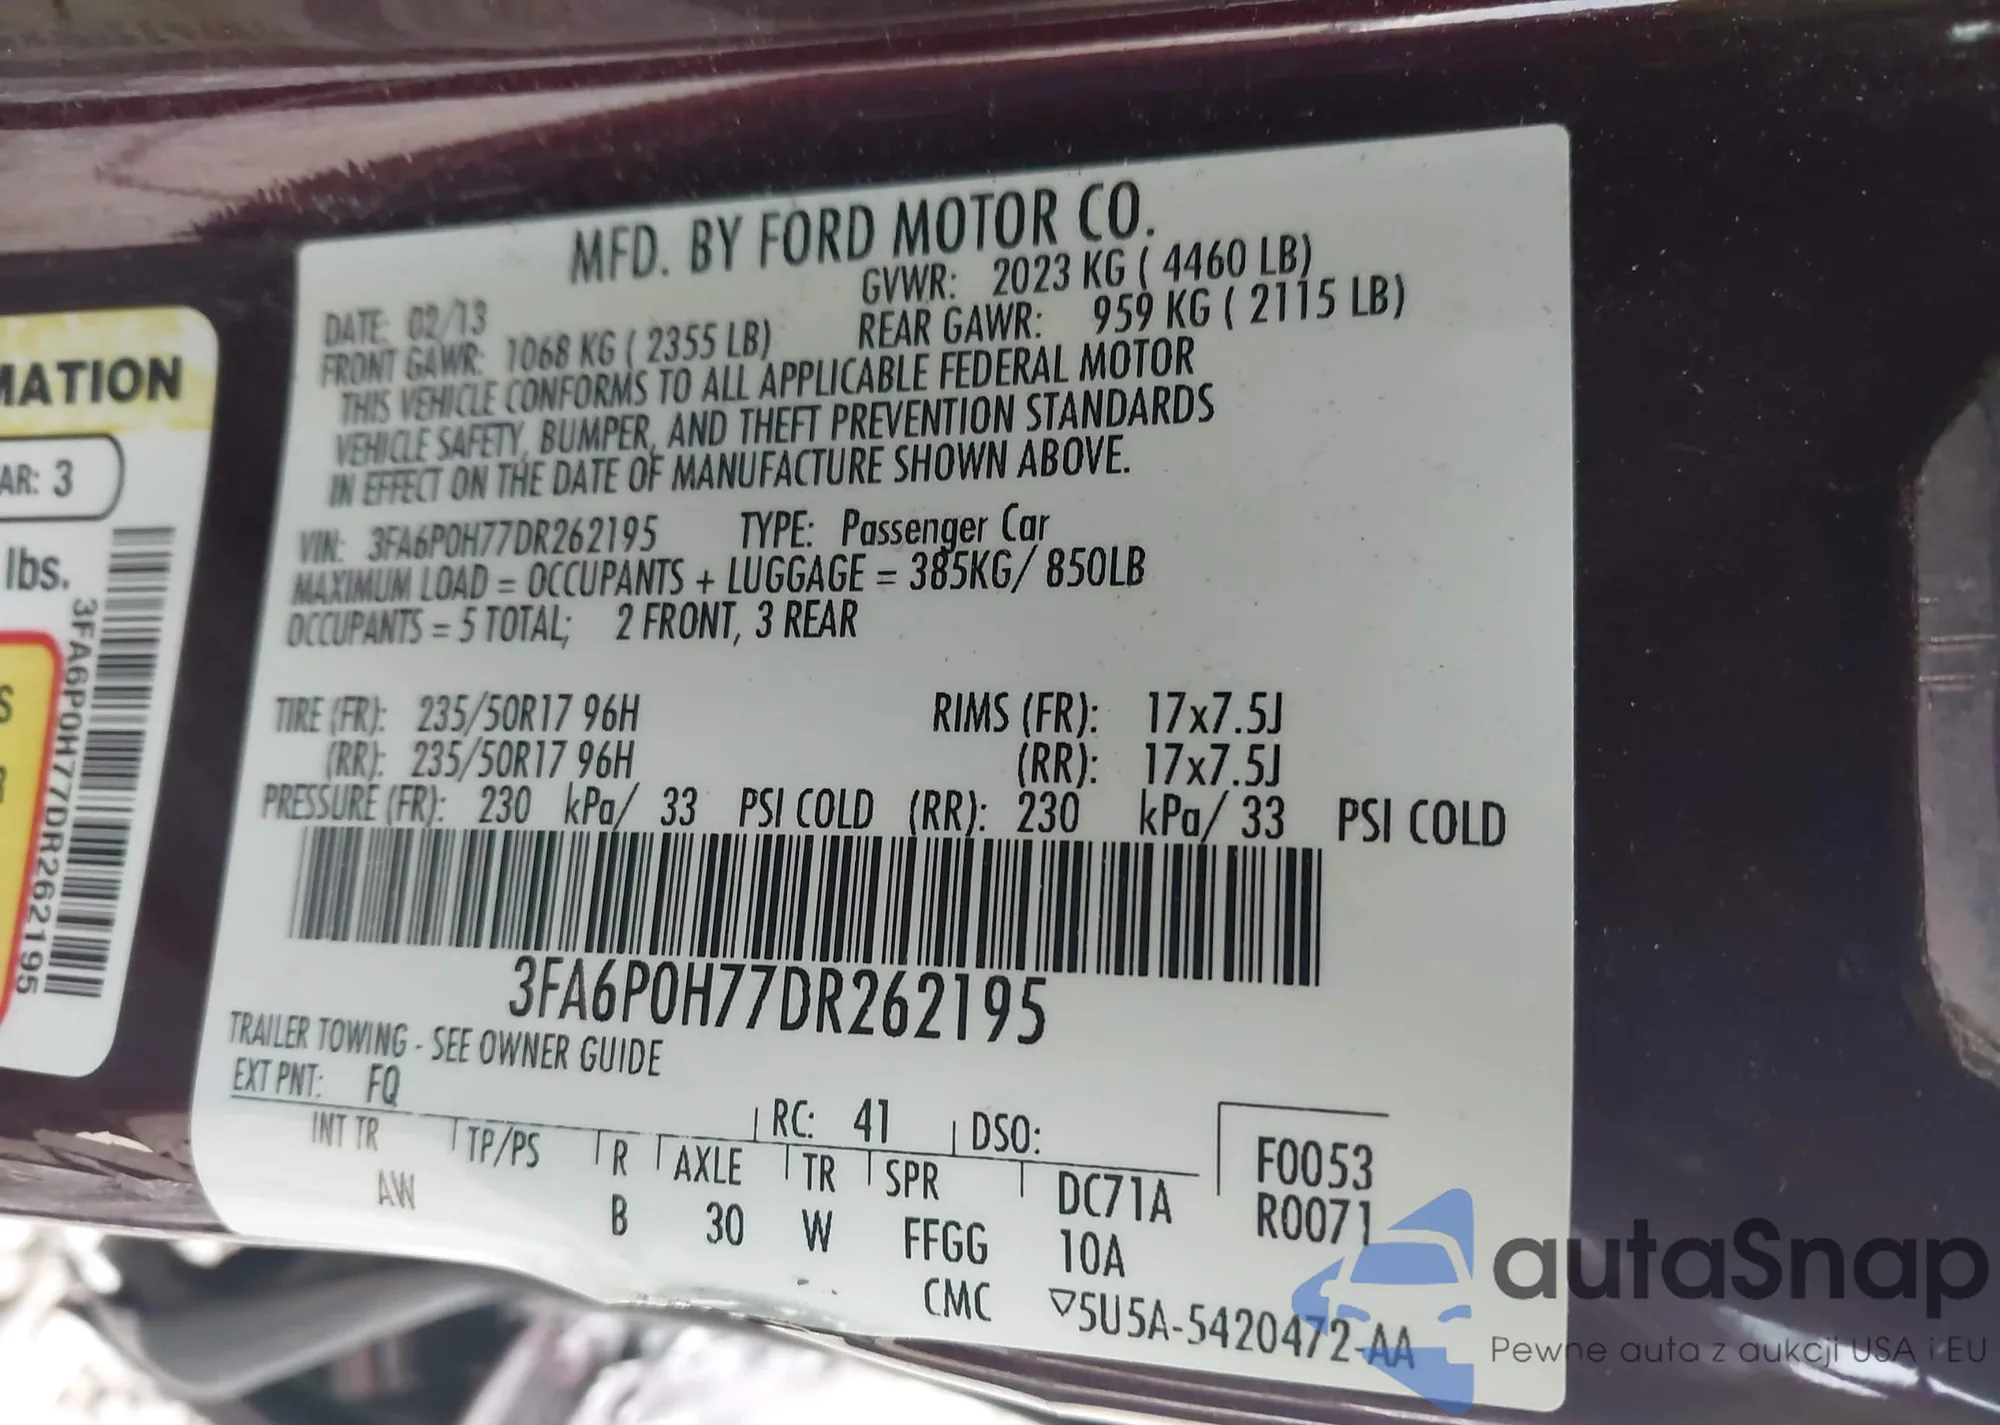 MFD. BY FORD MOTOR CO.
DATE: 02/13 GVWR: 2023 KG ( 4460 LB)
FRONT GAWR: 1068 KG ( 2355 LB) REAR GAWR: 959 KG ( 2115 LB)
THIS VEHICLE CONFORMS TO ALL APPLICABLE FEDERAL MOTOR
VEHICLE SAFETY, BUMPER, AND THEFT PREVENTION STANDARDS
IN EFFECT ON THE DATE OF MANUFACTURE SHOWN ABOVE.
VIN: 3FA6P0H77DR262195 TYPE: Passenger Car
MAXIMUM LOAD = OCCUPANTS + LUGGAGE = 385KG/ 850LB
OCCUPANTS = 5 TOTAL; 2 FRONT, 3 REAR
TIRE (FR): 235/50R17 96H RIMS (FR): 17x7.5J
(RR): 235/50R17 96H (RR): 17x7.5J
PRESSURE (FR): 230 kPa/ 33 PSI COLD (RR): 230 kPa/ 33 PSI COLD
3FA6P0H77DR262195
TRAILER TOWING - SEE OWNER GUIDE
EXT PNT: FQ RC: 41 DSO:
INT TR TP/PS R AXLE TR SPR DC71A F0053
AW B 30 W FFGG 10A R0071
CMC ▽5U5A-5420472-AA
MATION
AR: 3
lbs.
3FA6P0H77DR262195
autaSnap
Pewne auta z aukcji USA i EU